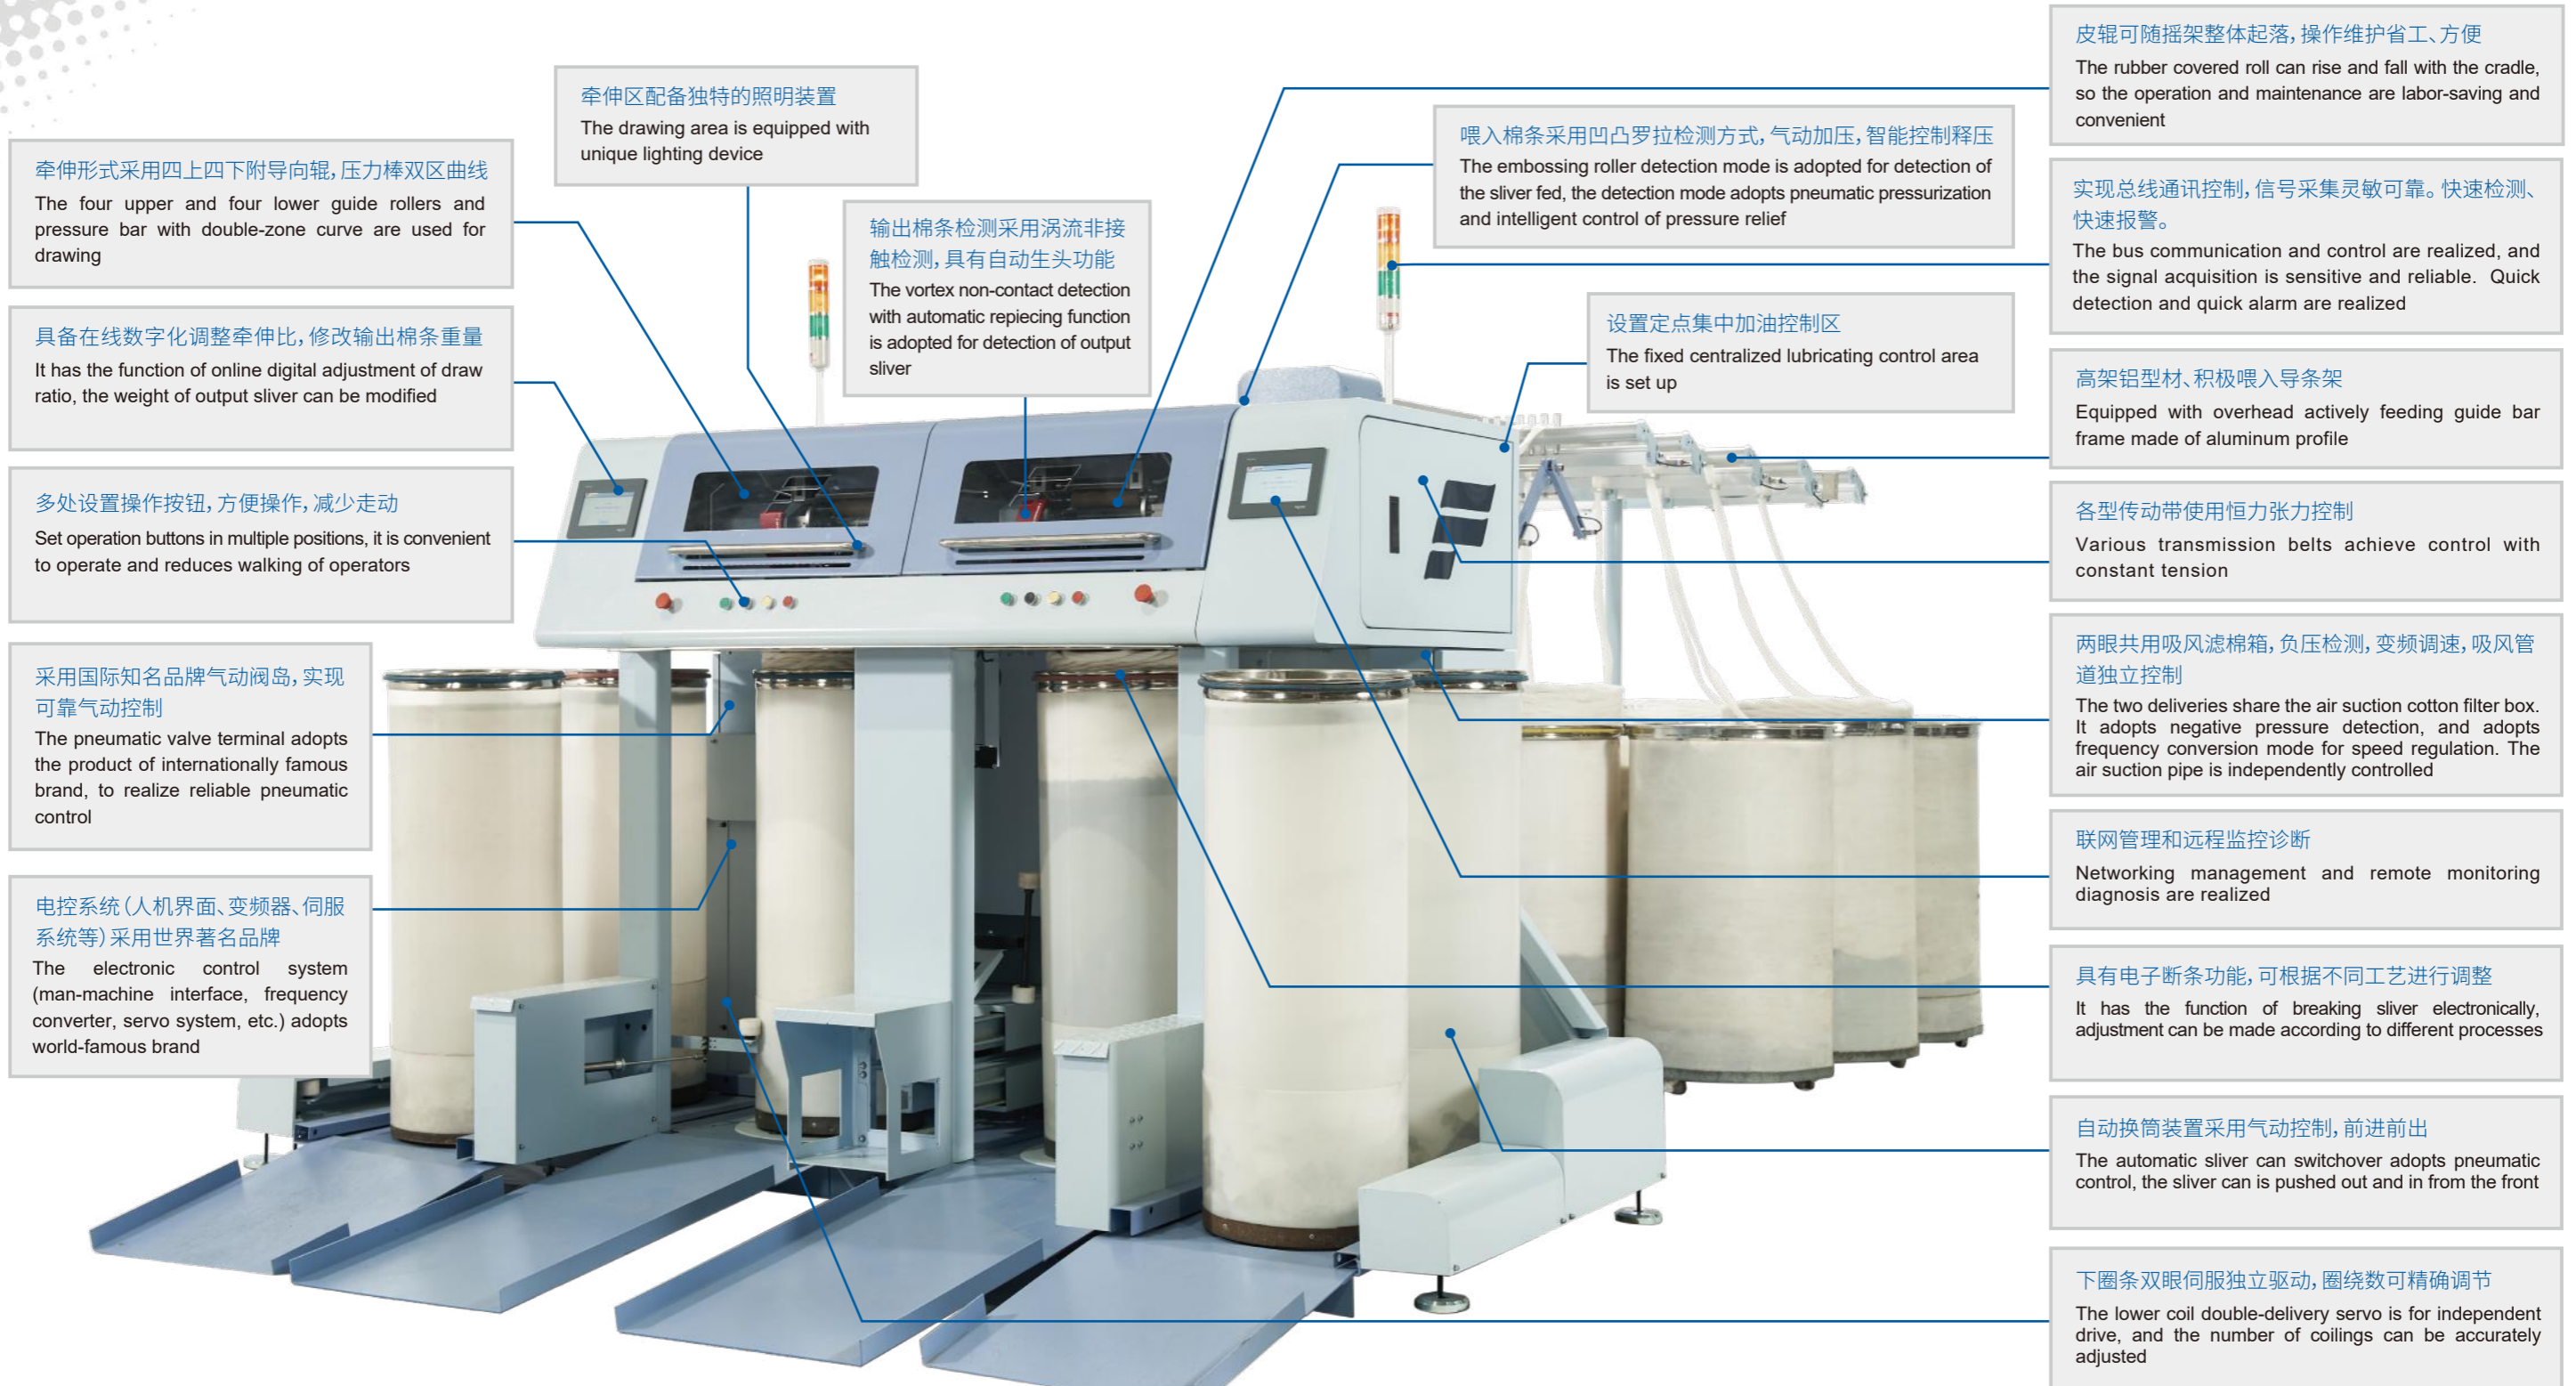 牵伸形式采用四上四下附导向辊,压力棒双区曲线
The four upper and four lower guide rollers and
pressure bar with double-zone curve are used for
drawing
具备在线数字化调整牵伸比,修改输出棉条重量
It has the function of online digital adjustment of draw
ratio, the weight of output sliver can be modified
多处设置操作按钮,方便操作,减少走动
Set operation buttons in multiple positions, it is convenient
to operate and reduces walking of operators
采用国际知名品牌气动阀岛,实现
可靠气动控制
The pneumatic valve terminal adopts
the product of internationally famous
brand, to realize reliable pneumatic
control
电控系统(人机界面、变频器、伺服
系统等)采用世界著名品牌
The electronic control system
(man-machine interface, frequency
converter, servo system, etc.) adopts
world-famous brand
牵伸区配备独特的照明装置
The drawing area is equipped with
unique lighting device
输出棉条检测采用涡流非接
触检测,具有自动生头功能
The vortex non-contact detection
with automatic repiecing function
is adopted for detection of output
sliver
喂入棉条采用凹凸罗拉检测方式,气动加压,智能控制释压
The embossing roller detection mode is adopted for detection of
the sliver fed, the detection mode adopts pneumatic pressurization
and intelligent control of pressure relief
设置定点集中加油控制区
The fixed centralized lubricating control area
is set up
皮辊可随摇架整体起落,操作维护省工、方便
The rubber covered roll can rise and fall with the cradle,
so the operation and maintenance are labor-saving and
convenient
实现总线通讯控制,信号采集灵敏可靠。快速检测、
快速报警。
The bus communication and control are realized, and
the signal acquisition is sensitive and reliable. Quick
detection and quick alarm are realized
高架铝型材、积极喂入导条架
Equipped with overhead actively feeding guide bar
frame made of aluminum profile
各型传动带使用恒力张力控制
Various transmission belts achieve control with
constant tension
两眼共用吸风滤棉箱,负压检测,变频调速,吸风管
道独立控制
The two deliveries share the air suction cotton filter box.
It adopts negative pressure detection, and adopts
frequency conversion mode for speed regulation. The
air suction pipe is independently controlled
联网管理和远程监控诊断
Networking management and remote monitoring
diagnosis are realized
具有电子断条功能,可根据不同工艺进行调整
It has the function of breaking sliver electronically,
adjustment can be made according to different processes
自动换筒装置采用气动控制,前进前出
The automatic sliver can switchover adopts pneumatic
control, the sliver can is pushed out and in from the front
下圈条双眼伺服独立驱动,圈绕数可精确调节
The lower coil double-delivery servo is for independent
drive, and the number of coilings can be accurately
adjusted